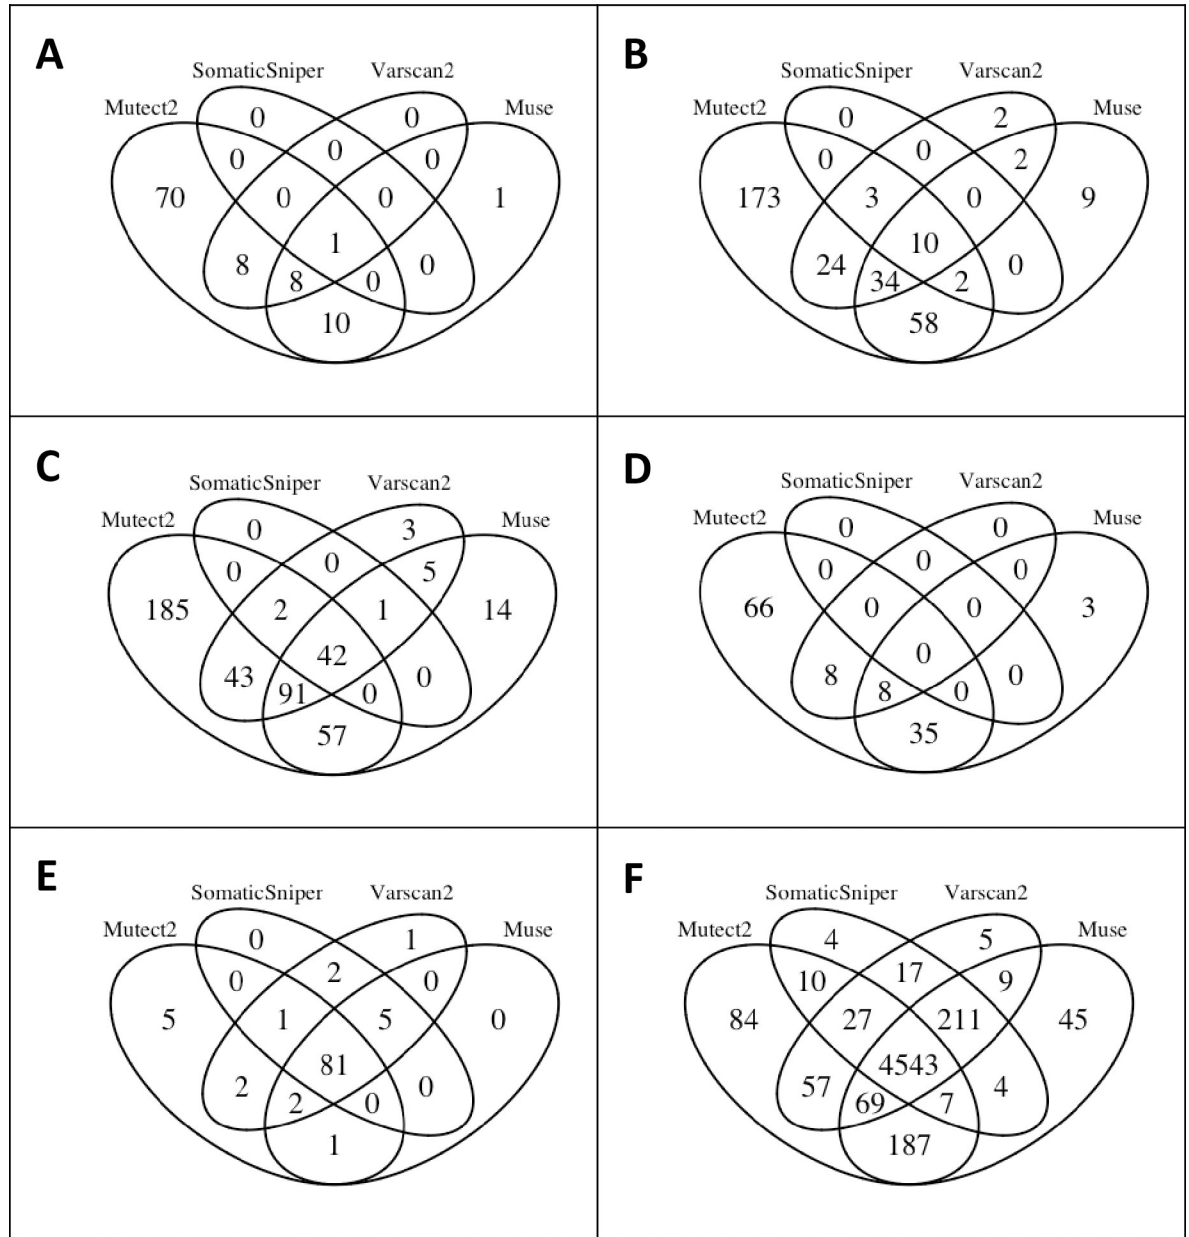 A
SomaticSniper Varscan2
Mutect2 Muse
0 0
0 0 0
70 0 0 1
1
8 8 0 0
10
B
SomaticSniper Varscan2
Mutect2 Muse
0 2
0 0 2
173 3 0 9
10
24 34 2 0
58
C
SomaticSniper Varscan2
Mutect2 Muse
0 3
0 0 5
185 2 1 14
42
43 91 0 0
57
D
SomaticSniper Varscan2
Mutect2 Muse
0 0
0 0 0
66 0 0 3
0
8 8 0 0
35
E
SomaticSniper Varscan2
Mutect2 Muse
0 1
0 2 0
5 1 5 0
81
2 2 0 0
1
F
SomaticSniper Varscan2
Mutect2 Muse
4 5
10 17 9
84 27 211 45
4543
57 69 7 4
187